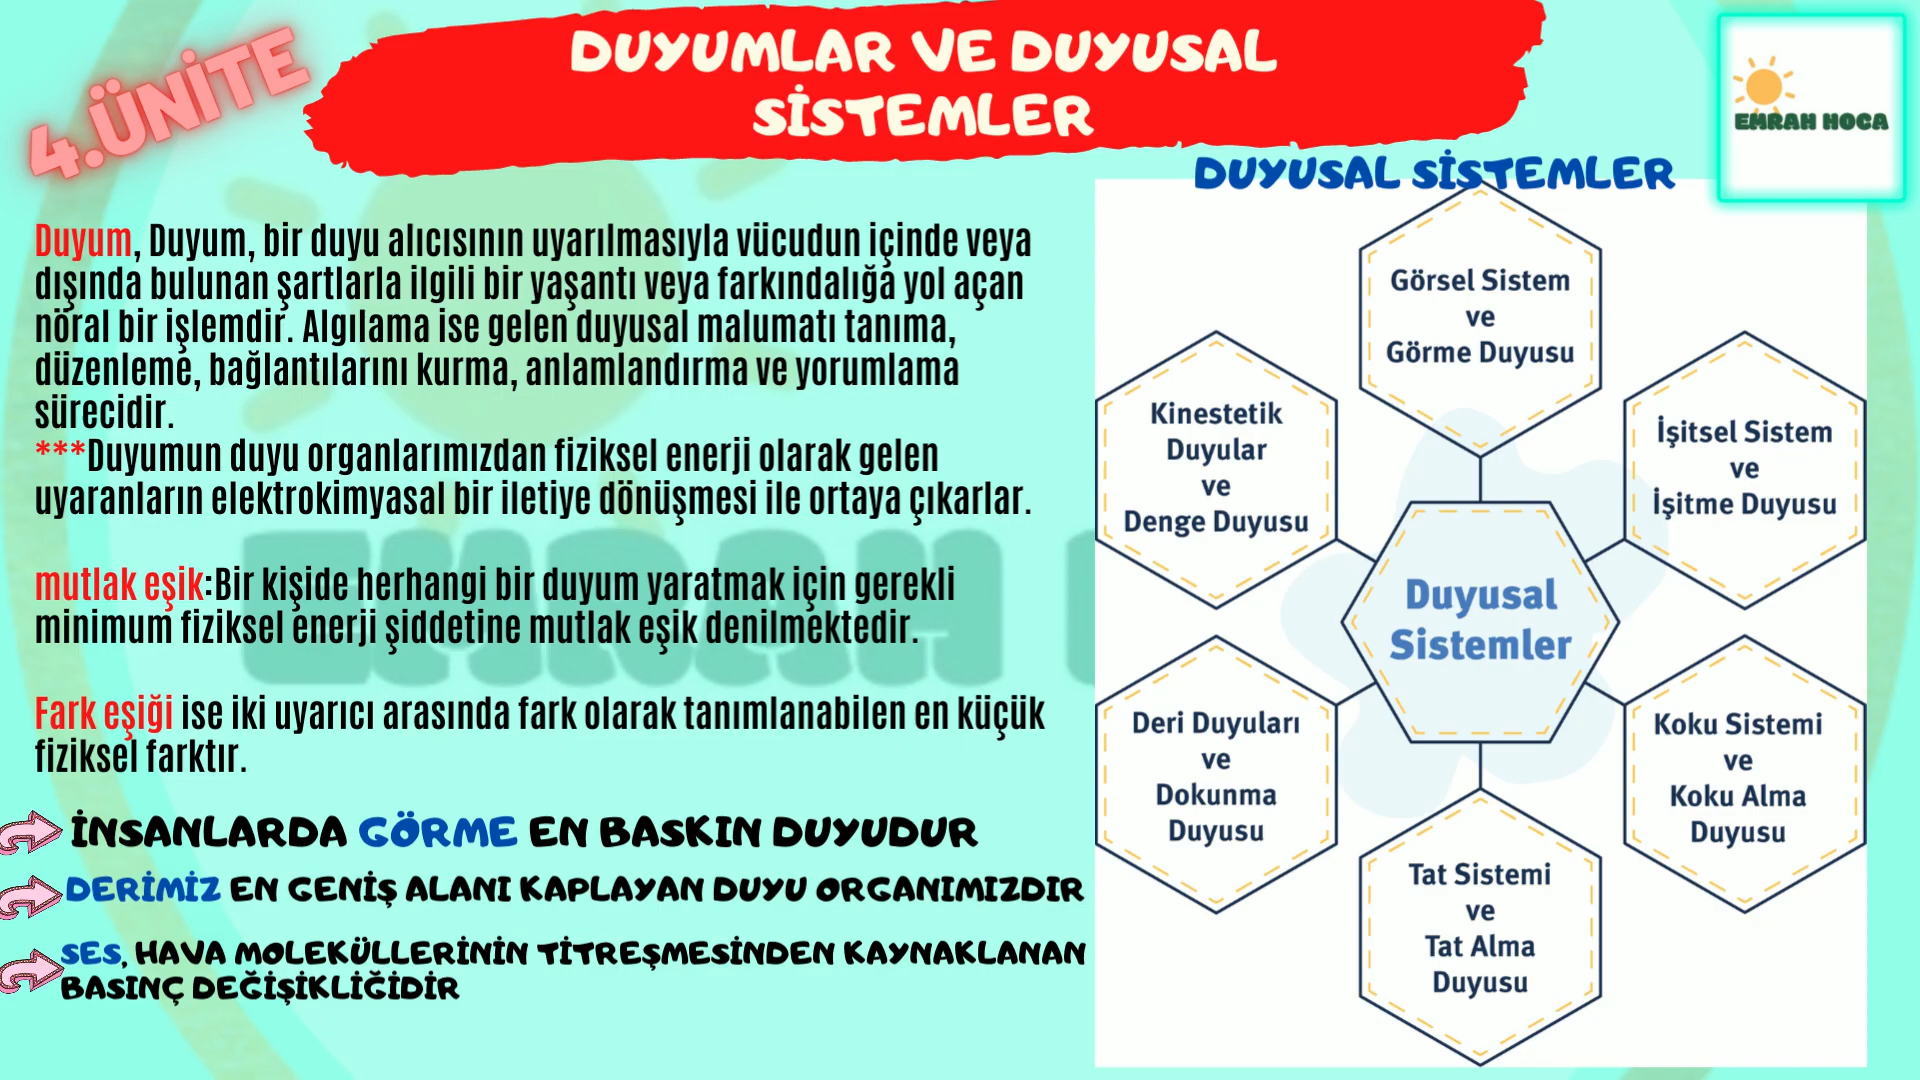 4.ÜNİTE
DUYUMLAR VE DUYUSAL
SİSTEMLER
EMRAH HOCA
Duyum, Duyum, bir duyu alıcısının uyarılmasıyla vücudun içinde veya
dışında bulunan şartlarla ilgili bir yaşantı veya farkındalığa yol açan
nöral bir işlemdir. Algılama ise gelen duyusal malumatı tanıma,
düzenleme, bağlantılarını kurma, anlamlandırma ve yorumlama
sürecidir.
***Duyumun duyu organlarımızdan fiziksel enerji olarak gelen
uyaranların elektrokimyasal bir iletiye dönüşmesi ile ortaya çıkarlar.
mutlak eşik:Bir kişide herhangi bir duyum yaratmak için gerekli
minimum fiziksel enerji şiddetine mutlak eşik denilmektedir.
Fark eşiği ise iki uyarıcı arasında fark olarak tanımlanabilen en küçük
fiziksel farktır.
İNSANLARDA GÖRME EN BASKIN DUYUDUR
DERİMİZ EN GENİŞ ALANI KAPLAYAN DUYU ORGANIMIZDIR
SES, HAVA MOLEKÜLLERİNİN TİTREŞMESİNDEN KAYNAKLANAN
BASINÇ DEĞİŞİKLİĞİDİR
DUYUSAL SİSTEMLER
Görsel Sistem
ve
Görme Duyusu
Kinestetik
Duyular
ve
Denge Duyusu
İşitsel Sistem
ve
İşitme Duyusu
Duyusal
Sistemler
Deri Duyuları
ve
Dokunma
Duyusu
Koku Sistemi
ve
Koku Alma
Duyusu
Tat Sistemi
ve
Tat Alma
Duyusu
EMRAH H